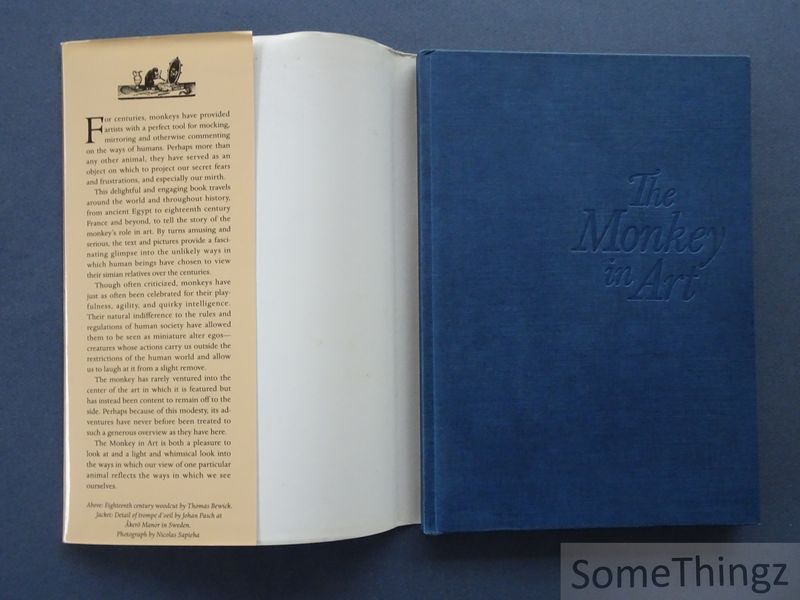 For centuries, monkeys have provided
artists with a perfect tool for mocking,
mirroring and otherwise commenting
on the ways of humans. Perhaps more than
any other animal, they have served as an
object on which to project our secret fears
and frustrations, and especially our mirth.
This delightful and engaging book travels
around the world and throughout history,
from ancient Egypt to eighteenth century
France and beyond, to tell the story of the
monkey's role in art. By turns amusing and
serious, the text and pictures provide a fasci-
nating glimpse into the unlikely ways in
which human beings have chosen to view
their simian relatives over the centuries.
Though often criticized, monkeys have
just as often been celebrated for their play-
fulness, agility, and quirky intelligence.
Their natural indifference to the rules and
regulations of human society have allowed
them to be seen as miniature alter egos—
creatures whose actions carry us outside the
restrictions of the human world and allow
us to laugh at it from a slight remove.
The monkey has rarely ventured into the
center of the art in which it is featured but
has instead been content to remain off to the
side. Perhaps because of this modesty, its ad-
ventures have never before been treated to
such a generous overview as they have here.
The Monkey in Art is both a pleasure to
look at and a light and whimsical look into
the ways in which our view of one particular
animal reflects the ways in which we see
ourselves.
Above: Eighteenth century woodcut by Thomas Bewick.
Jacket: Detail of trompe d'oeil by Johan Pasch at
Åkerö Manor in Sweden.
Photograph by Nicolas Sapieha
The
Monkey
in Art
SomeThingz